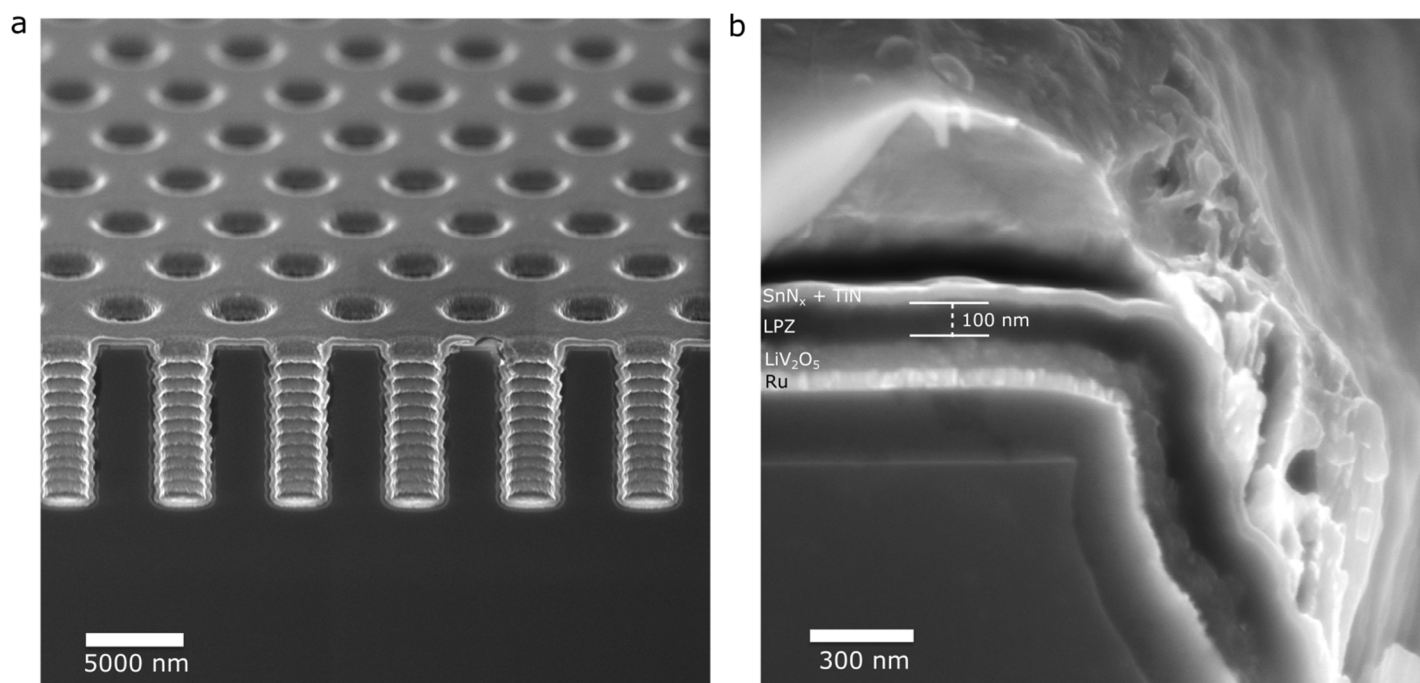 a
b
SnNₓ + TiN
100 nm
LPZ
LiV₂O₅
Ru
5000 nm
300 nm